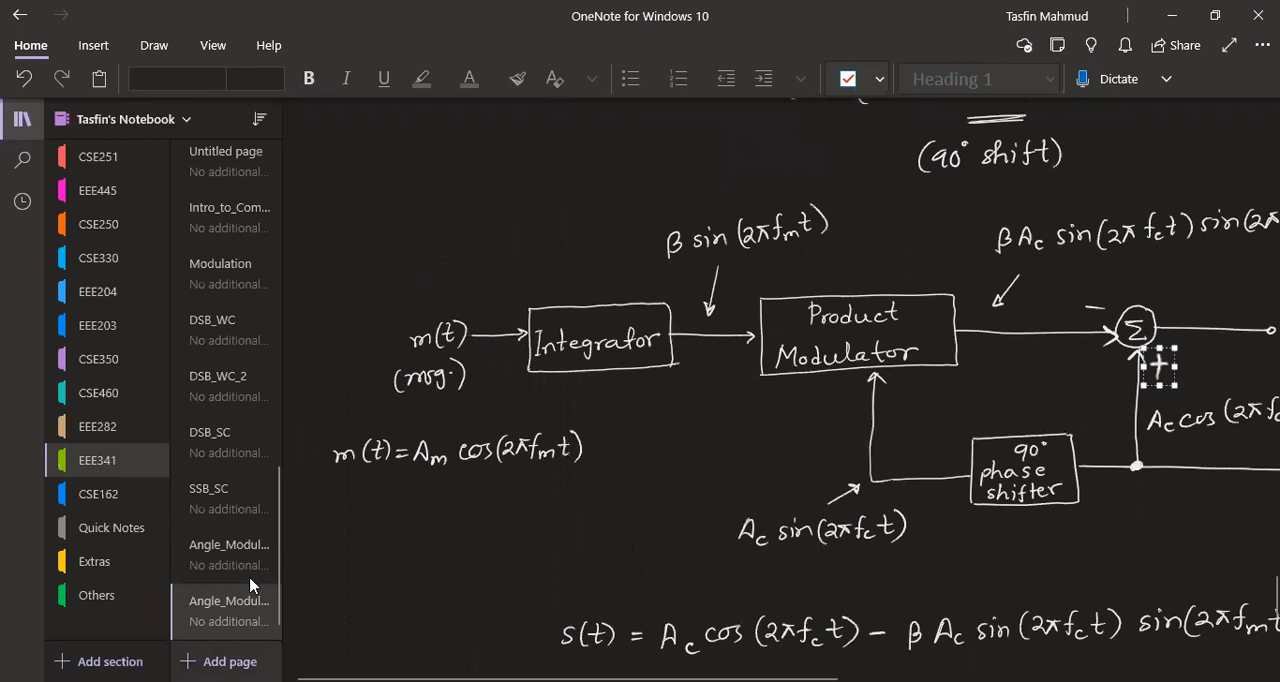 OneNote for Windows 10
Tasfin Mahmud
Home Insert Draw View Help
Share
B I U A
Heading 1
Dictate
Tasfin's Notebook
CSE251
EEE445
CSE250
CSE330
EEE204
EEE203
CSE350
CSE460
EEE282
EEE341
CSE162
Quick Notes
Extras
Others
Add section
Untitled page
No additional...
Intro_to_Com...
No additional...
Modulation
No additional...
DSB_WC
No additional...
DSB_WC_2
No additional...
DSB_SC
No additional...
SSB_SC
No additional...
Angle_Modul...
No additional...
Angle_Modul...
No additional...
Add page
(90° shift)
β sin (2πfmt)
β Ac sin(2πfct) sin(2π
m(t)
(msg.)
Integrator
Product
Modulator
−
Σ
+
Ac cos (2πfc
m(t) = Am cos(2πfmt)
90°
phase
shifter
Ac sin(2πfct)
s(t) = Ac cos (2πfct) − β Ac sin (2πfct) sin(2πfmt